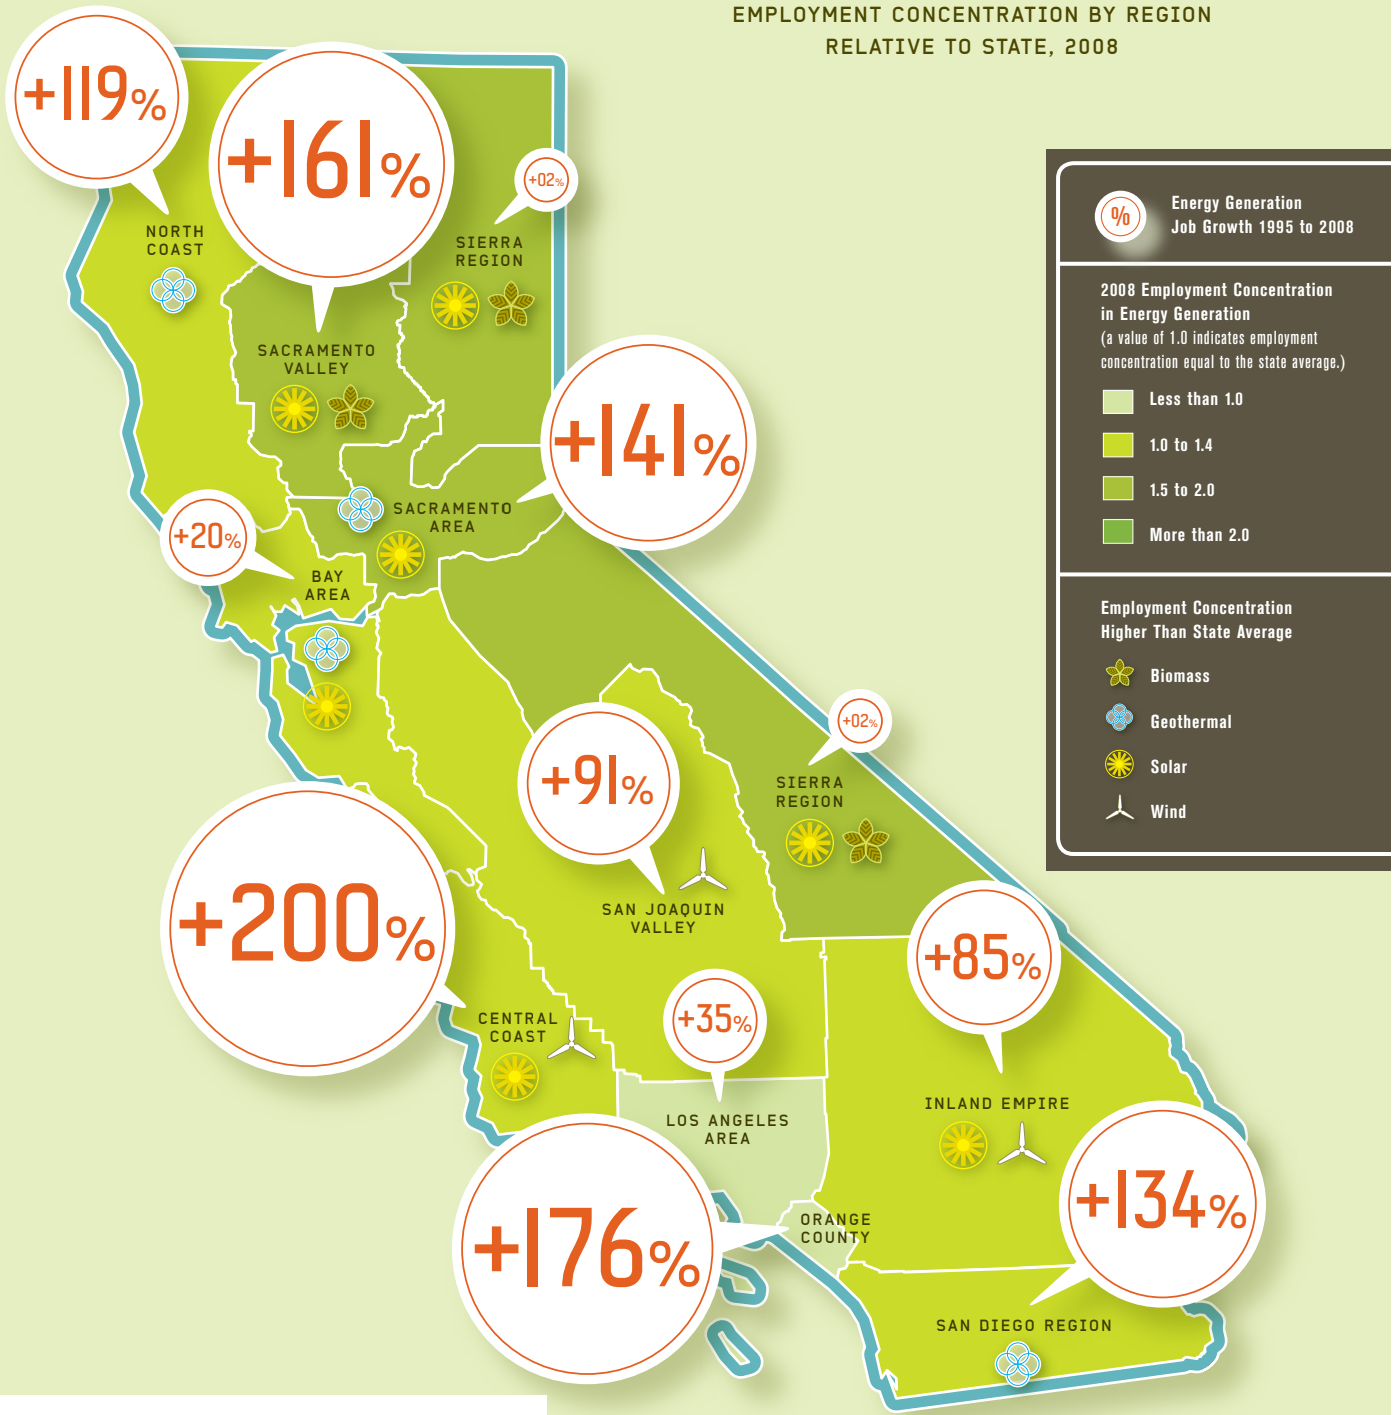 EMPLOYMENT CONCENTRATION BY REGION
RELATIVE TO STATE, 2008
+119%
+161%
+02%
NORTH
COAST
SIERRA
REGION
SACRAMENTO
VALLEY
+141%
SACRAMENTO
AREA
+20%
BAY
AREA
+02%
+91%
SIERRA
REGION
SAN JOAQUIN
VALLEY
+200%
+85%
CENTRAL
COAST
+35%
INLAND EMPIRE
LOS ANGELES
AREA
+134%
ORANGE
COUNTY
+176%
SAN DIEGO REGION
%
Energy Generation
Job Growth 1995 to 2008
2008 Employment Concentration
in Energy Generation
(a value of 1.0 indicates employment
concentration equal to the state average.)
Less than 1.0
1.0 to 1.4
1.5 to 2.0
More than 2.0
Employment Concentration
Higher Than State Average
Biomass
Geothermal
Solar
Wind